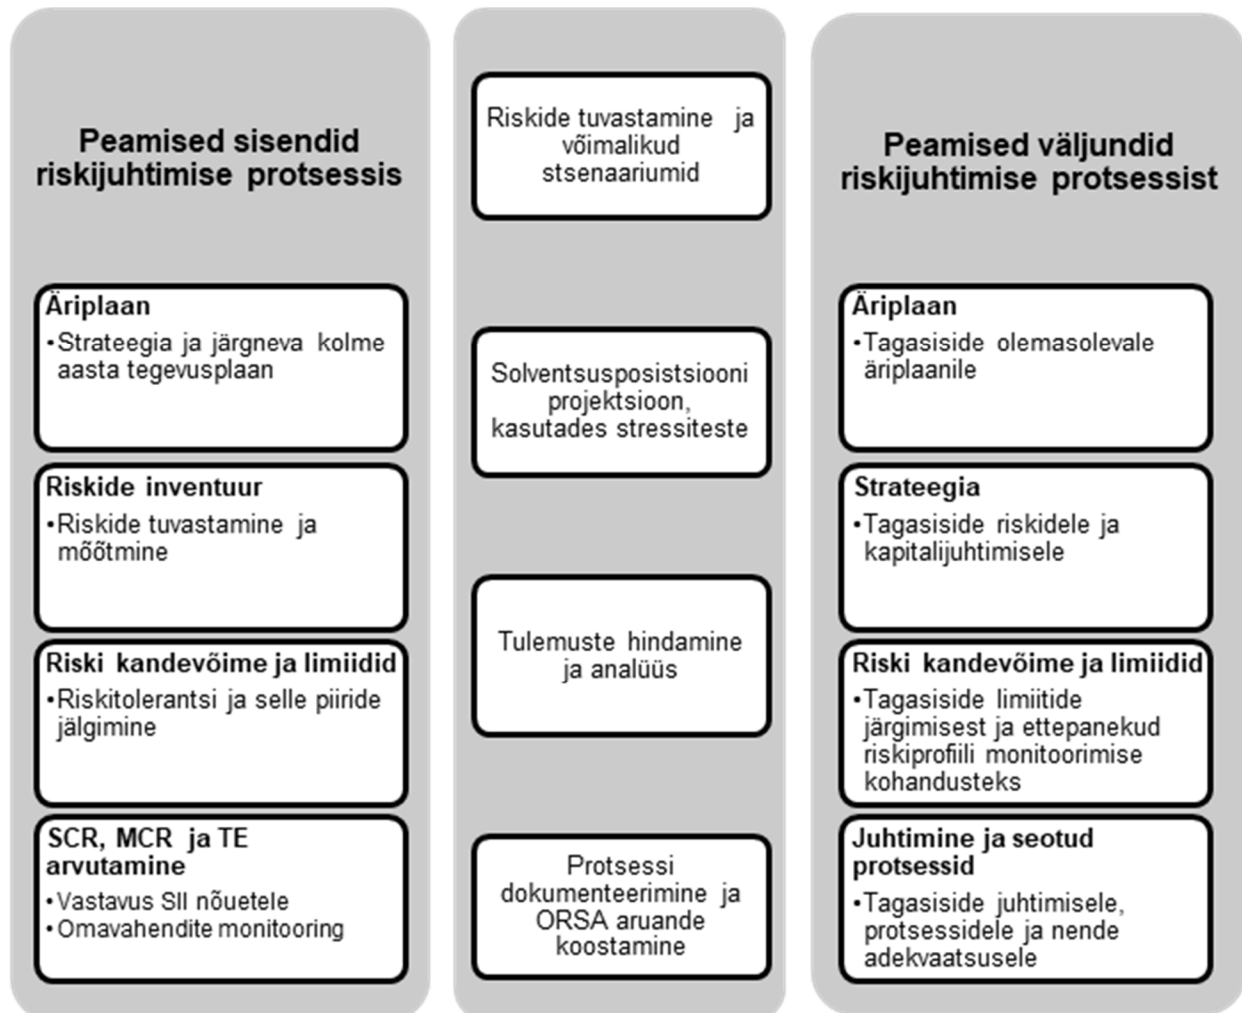 Peamised sisendid
riskijuhtimise protsessis
Äriplaan
•Strateegia ja järgneva kolme
aasta tegevusplaan
Riskide inventuur
•Riskide tuvastamine ja
mõõtmine
Riski kandevõime ja limiidid
•Riskitolerantsi ja selle piiride
jälgimine
SCR, MCR ja TE
arvutamine
•Vastavus SII nõuetele
•Omavahendite monitooring
Riskide tuvastamine ja
võimalikud
stsenaariumid
Solventsusposistsiooni
projektsioon,
kasutades stressiteste
Tulemuste hindamine
ja analüüs
Protsessi
dokumenteerimine ja
ORSA aruande
koostamine
Peamised väljundid
riskijuhtimise protsessist
Äriplaan
•Tagasiside olemasolevale
äriplaanile
Strateegia
•Tagasiside riskidele ja
kapitalijuhtimisele
Riski kandevõime ja limiidid
•Tagasiside limiitide
järgimisest ja ettepanekud
riskiprofiili monitoorimise
kohandusteks
Juhtimine ja seotud
protsessid
•Tagasiside juhtimisele,
protsessidele ja nende
adekvaatsusele